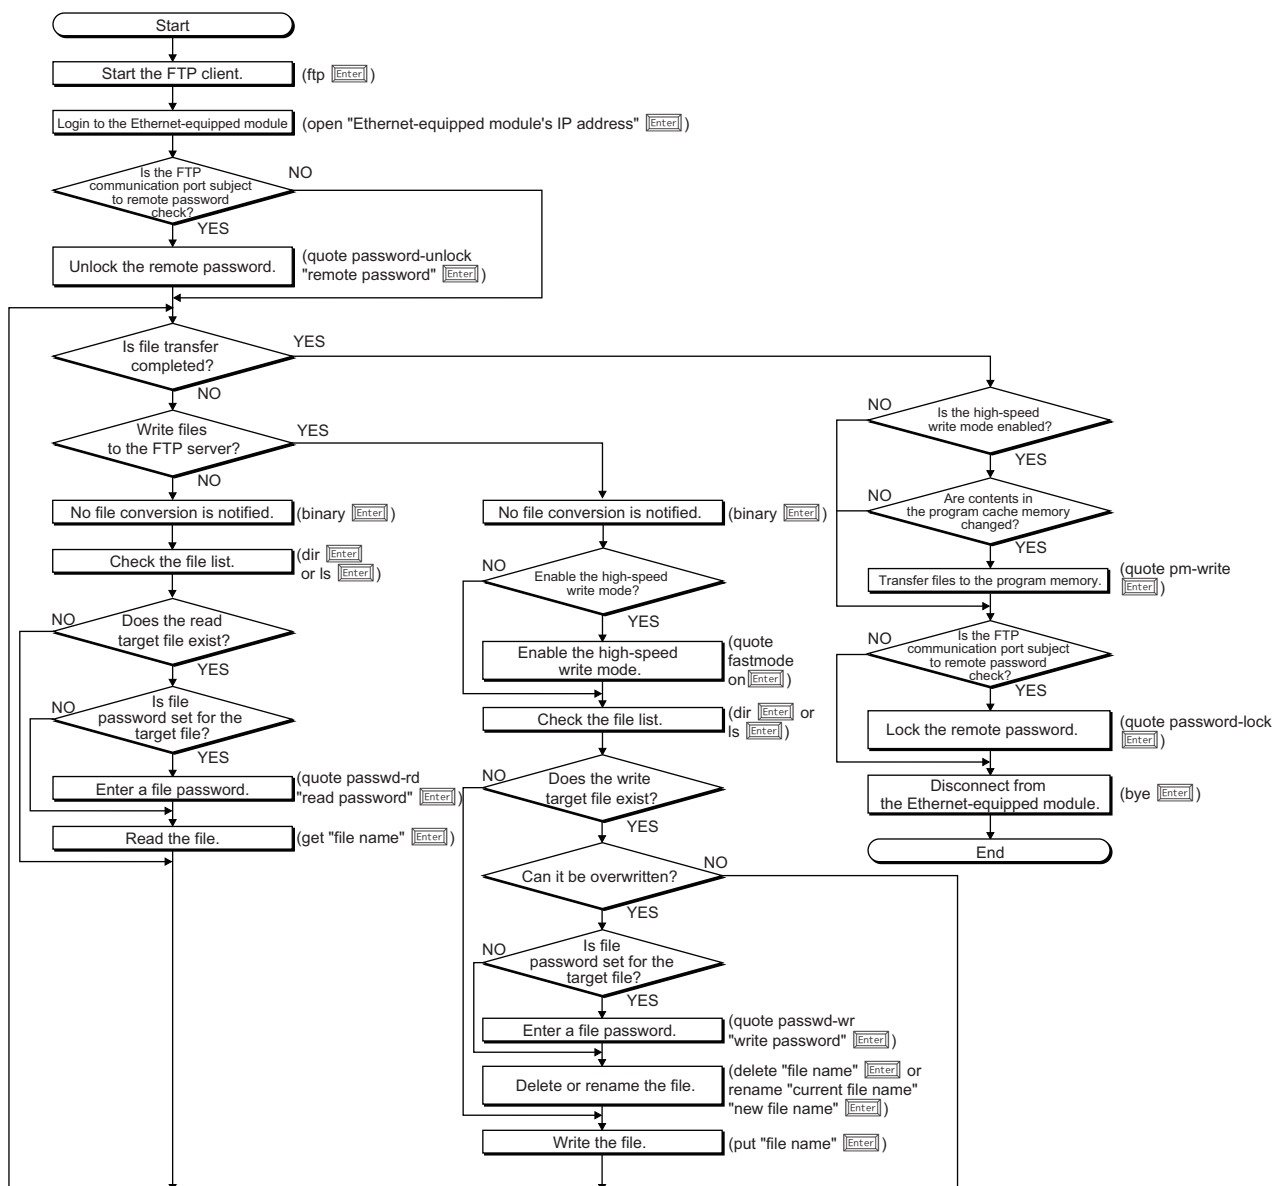 Start
Start the FTP client.
(ftp Enter)
Login to the Ethernet-equipped module
(open "Ethernet-equipped module's IP address" Enter)
Is the FTP
communication port subject
to remote password
check?
NO
YES
Unlock the remote password.
(quote password-unlock
"remote password" Enter)
Is file transfer
completed?
YES
NO
Write files
to the FTP server?
YES
NO
No file conversion is notified.
(binary Enter)
Check the file list.
(dir Enter
or ls Enter)
NO
Does the read
target file exist?
YES
NO
Is file
password set for the
target file?
YES
Enter a file password.
(quote passwd-rd
"read password" Enter)
Read the file.
(get "file name" Enter)
No file conversion is notified.
(binary Enter)
NO
Enable the high-speed
write mode?
YES
Enable the high-speed
write mode.
(quote
fastmode
on Enter)
Check the file list.
(dir Enter or
ls Enter)
NO
Does the write
target file exist?
YES
Can it be overwritten?
NO
YES
NO
Is file
password set for the
target file?
YES
Enter a file password.
(quote passwd-wr
"write password" Enter)
Delete or rename the file.
(delete "file name" Enter or
rename "current file name"
"new file name" Enter)
Write the file.
(put "file name" Enter)
NO
Is the high-speed
write mode enabled?
YES
NO
Are contents in
the program cache memory
changed?
YES
Transfer files to the program memory.
(quote pm-write
Enter)
NO
Is the FTP
communication port subject
to remote password
check?
YES
Lock the remote password.
(quote password-lock
Enter)
Disconnect from
the Ethernet-equipped module.
(bye Enter)
End